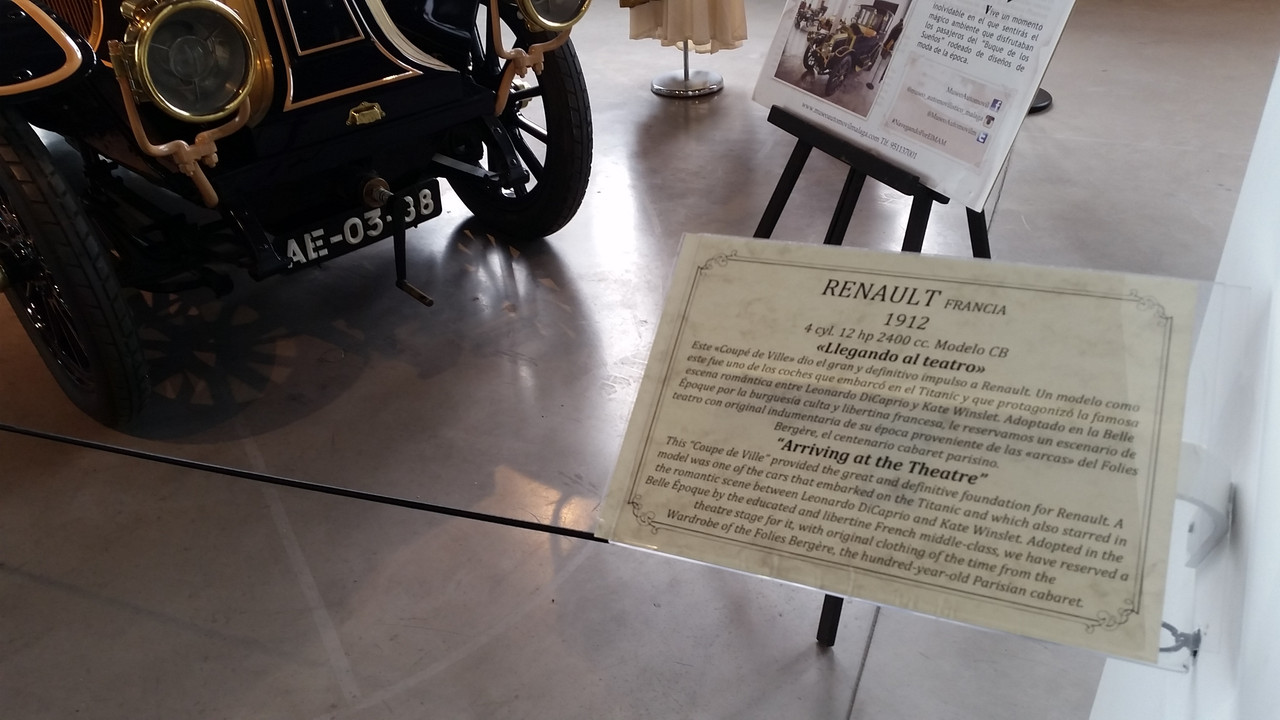 Vive un momento
inolvidable en el que sentirás el
mágico ambiente que disfrutaban
los pasajeros del "Buque de los
Sueños" rodeado de diseños de
moda de la época.
MuseoAutomovil
@museo_automovilistico_malaga
@MuseoAutomovilm
#NavegandoPorElMAM
www.museoautomovilmalaga.com Tlf. 951137001
AE-03-88
RENAULT FRANCIA
1912
4 cyl. 12 hp 2400 cc. Modelo CB
«Llegando al teatro»
Este «Coupé de Ville» dio el gran y definitivo impulso a Renault. Un modelo como
este fue uno de los coches que embarcó en el Titanic y que protagonizó la famosa
escena romántica entre Leonardo DiCaprio y Kate Winslet. Adoptado en la Belle
Époque por la burguesía culta y libertina francesa, le reservamos un escenario de
teatro con original indumentaria de su época proveniente de las «arcas» del Folies
Bergère, el centenario cabaret parisino.
"Arriving at the Theatre"
This "Coupe de Ville" provided the great and definitive foundation for Renault. A
model was one of the cars that embarked on the Titanic and which also starred in
the romantic scene between Leonardo DiCaprio and Kate Winslet. Adopted in the
Belle Époque by the educated and libertine French middle-class, we have reserved a
theatre stage for it, with original clothing of the time from the
Wardrobe of the Folies Bergère, the hundred-year-old Parisian cabaret.